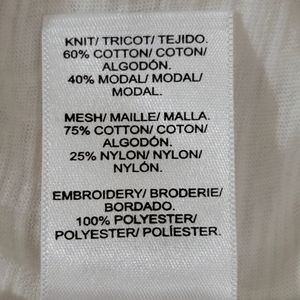 KNIT/ TRICOT/ TEJIDO.
60% COTTON/ COTON/
ALGODÓN.
40% MODAL/ MODAL/
MODAL.
MESH/ MAILLE/ MALLA.
75% COTTON/ COTON/
ALGODÓN.
25% NYLON/ NYLON/
NYLÓN.
EMBROIDERY/ BRODERIE/
BORDADO.
100% POLYESTER/
POLYESTER/ POLÍESTER.